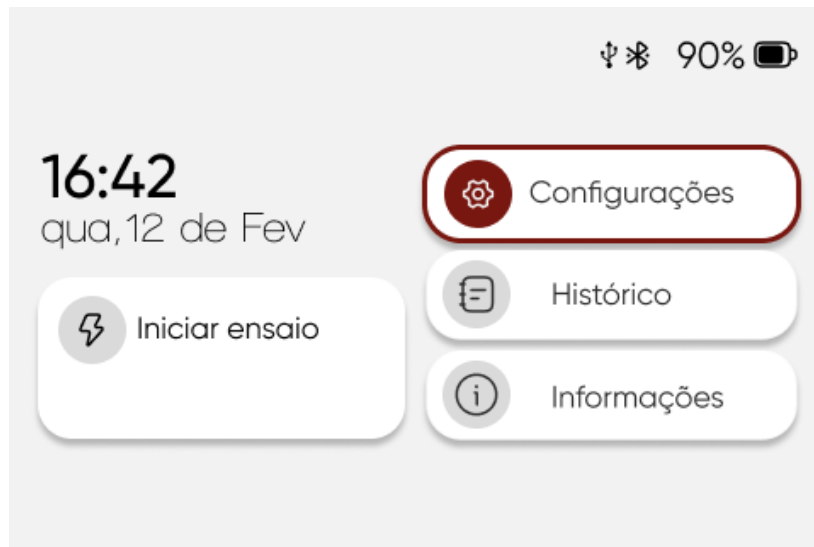 90%
16:42
qua,12 de Fev
Iniciar ensaio
Configurações
Histórico
Informações